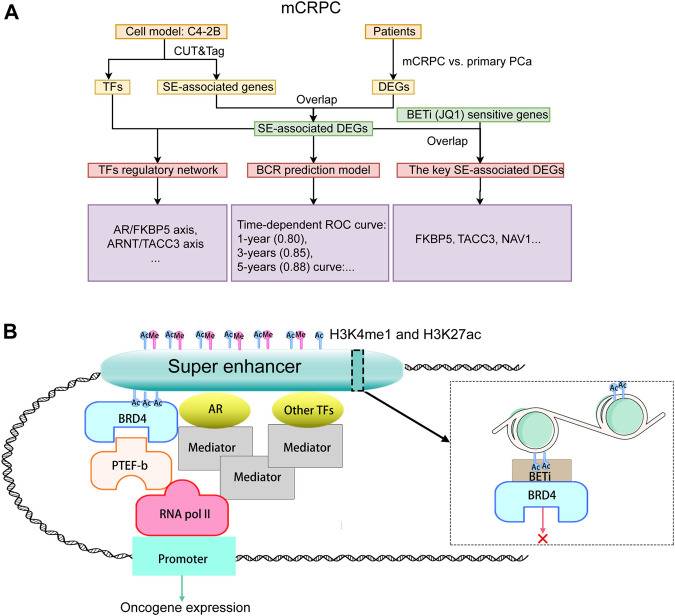 A
mCRPC
Cell model: C4-2B
Patients
CUT&Tag
mCRPC vs. primary PCa
TFs
SE-associated genes
DEGs
Overlap
BETi (JQ1) sensitive genes
SE-associated DEGs
Overlap
TFs regulatory network
BCR prediction model
The key SE-associated DEGs
AR/FKBP5 axis,
ARNT/TACC3 axis
...
Time-dependent ROC curve:
1-year (0.80),
3-years (0.85),
5-years (0.88) curve:...
FKBP5, TACC3, NAV1...
B
Ac Me Ac Me Ac Me Ac Me Ac Me Ac Me Ac
H3K4me1 and H3K27ac
Super enhancer
Ac Ac Ac
BRD4
AR
Other TFs
PTEF-b
Mediator
Mediator
Mediator
RNA pol II
Promoter
Oncogene expression
Ac Ac
Ac Ac
BETi
BRD4